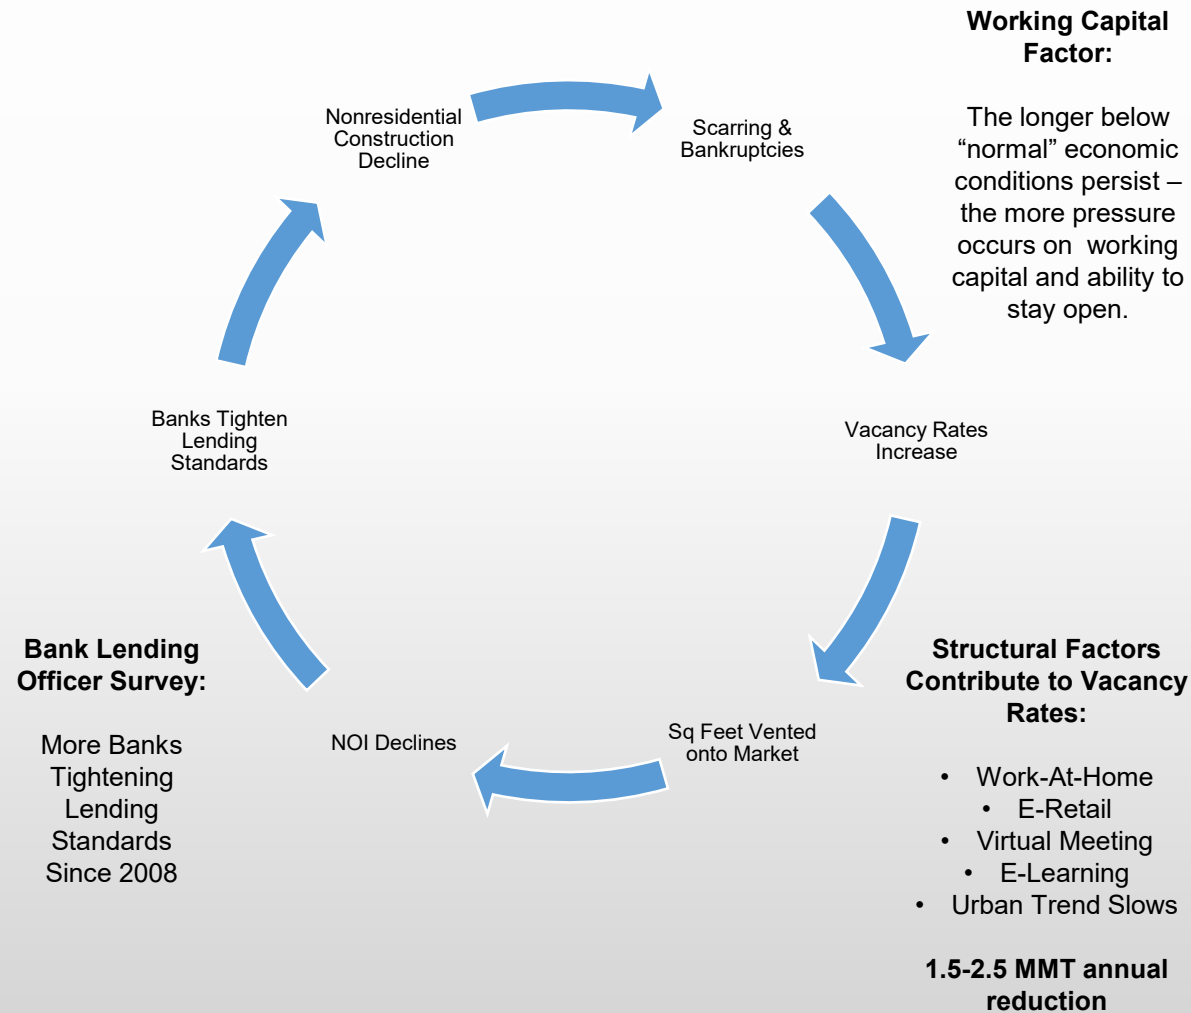 Working Capital
Factor:
The longer below
“normal” economic
conditions persist –
the more pressure
occurs on  working
capital and ability to
stay open.
Nonresidential
Construction
Decline
Scarring &
Bankruptcies
Banks Tighten
Lending
Standards
Vacancy Rates
Increase
Bank Lending
Officer Survey:
More Banks
Tightening
Lending
Standards
Since 2008
NOI Declines
Sq Feet Vented
onto Market
Structural Factors
Contribute to Vacancy
Rates:
• Work-At-Home
• E-Retail
• Virtual Meeting
• E-Learning
• Urban Trend Slows
1.5-2.5 MMT annual
reduction